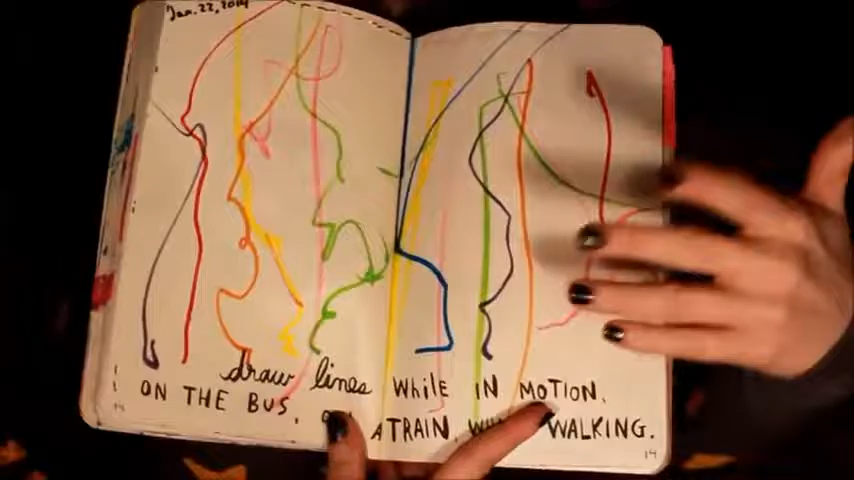 Jan. 22, 2014
draw lines while IN MOTION,
ON THE BUS, A TRAIN, WALKING.
14